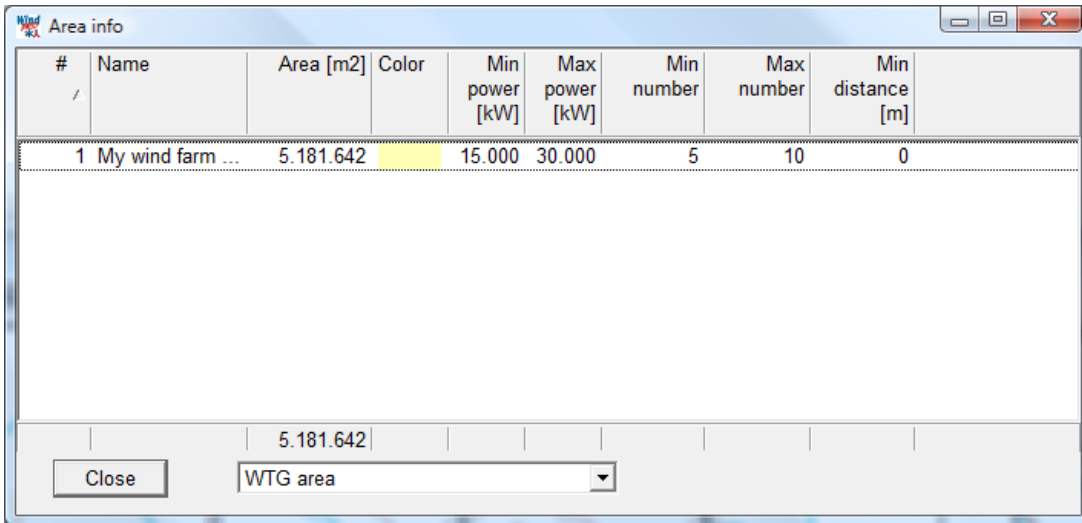 Area info
# Name Area [m2] Color Min power [kW] Max power [kW] Min number Max number Min distance [m]
1 My wind farm ... 5.181.642 15.000 30.000 5 10 0
5.181.642
Close WTG area